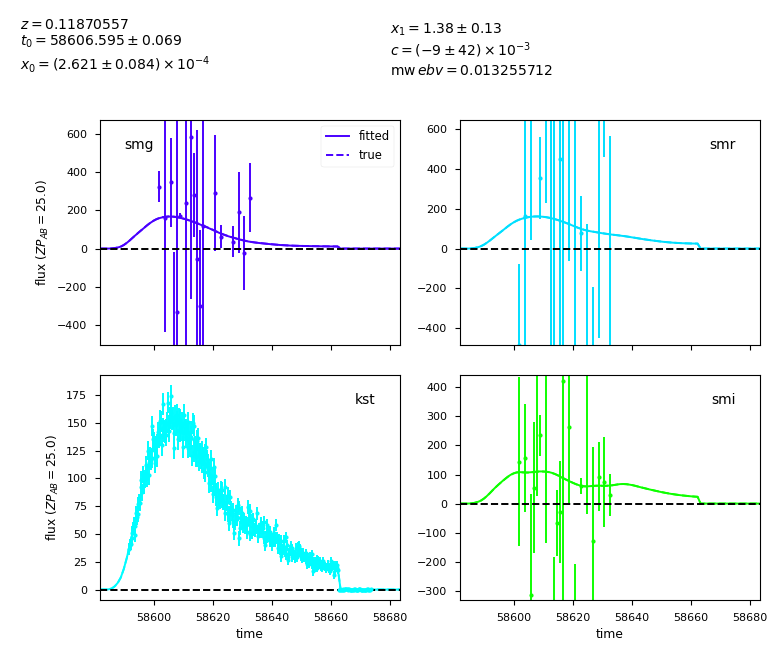 z = 0.11870557
t₀ = 58606.595 ± 0.069
x₀ = (2.621 ± 0.084) × 10⁻⁴
x₁ = 1.38 ± 0.13
c = (−9 ± 42) × 10⁻³
mw ebv = 0.013255712
smg
fitted
true
flux (ZP_AB = 25.0)
600
400
200
0
−200
−400
smr
600
400
200
0
−200
−400
kst
flux (ZP_AB = 25.0)
175
150
125
100
75
50
25
0
58600 58620 58640 58660 58680
time
smi
400
300
200
100
0
−100
−200
−300
58600 58620 58640 58660 58680
time